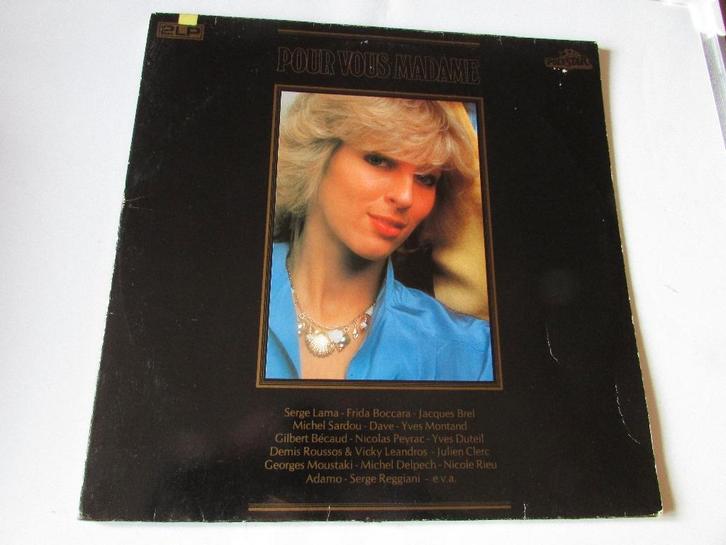 2LP
POUR VOUS MADAME
POLYSTAR
Serge Lama - Frida Boccara - Jacques Brel
Michel Sardou - Dave - Yves Montand
Gilbert Bécaud - Nicolas Peyrac - Yves Duteil
Demis Roussos & Vicky Leandros - Julien Clerc
Georges Moustaki - Michel Delpech - Nicole Rieu
Adamo - Serge Reggiani - e.v.a.